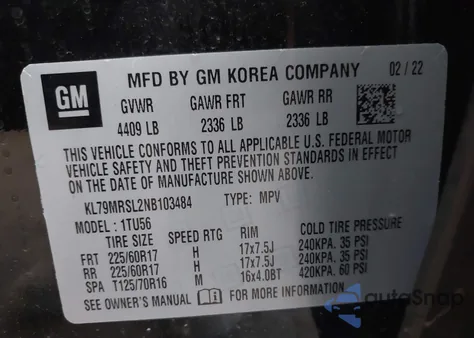 GM MFD BY GM KOREA COMPANY 02 / 22
GVWR GAWR FRT GAWR RR
4409 LB 2336 LB 2336 LB
THIS VEHICLE CONFORMS TO ALL APPLICABLE U.S. FEDERAL MOTOR
VEHICLE SAFETY AND THEFT PREVENTION STANDARDS IN EFFECT
ON THE DATE OF MANUFACTURE SHOWN ABOVE.
KL79MRSL2NB103484 TYPE: MPV
MODEL: 1TU56
TIRE SIZE SPEED RTG RIM COLD TIRE PRESSURE
FRT 225/60R17 H 17x7.5J 240KPA. 35 PSI
RR 225/60R17 H 17x7.5J 240KPA. 35 PSI
SPA T125/70R16 M 16x4.0BT 420KPA. 60 PSI
SEE OWNER'S MANUAL FOR MORE INFORMATION
autoSnap